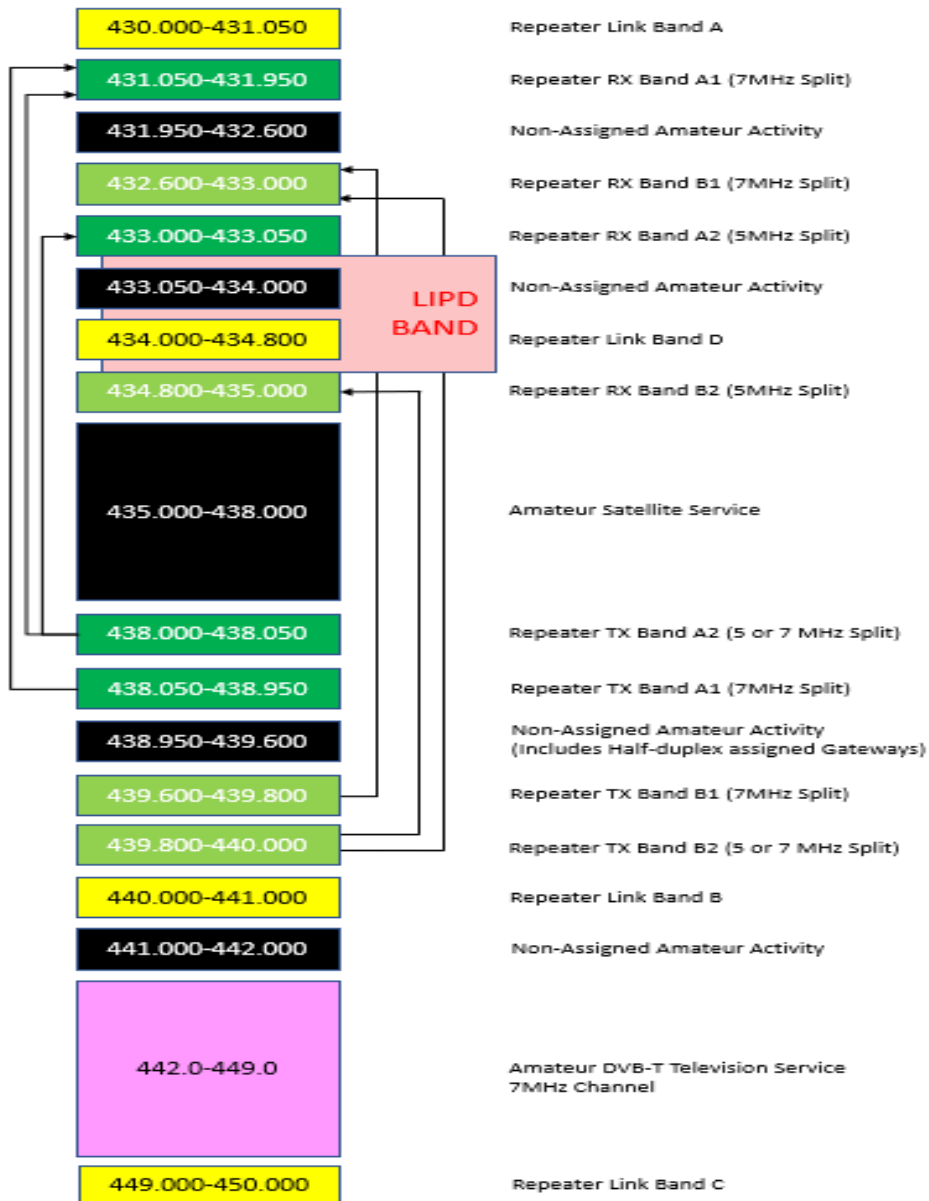 430.000-431.050 Repeater Link Band A
431.050-431.950 Repeater RX Band A1 (7MHz Split)
431.950-432.600 Non-Assigned Amateur Activity
432.600-433.000 Repeater RX Band B1 (7MHz Split)
433.000-433.050 Repeater RX Band A2 (5MHz Split)
433.050-434.000 Non-Assigned Amateur Activity
LIPD
BAND
434.000-434.800 Repeater Link Band D
434.800-435.000 Repeater RX Band B2 (5MHz Split)
435.000-438.000 Amateur Satellite Service
438.000-438.050 Repeater TX Band A2 (5 or 7 MHz Split)
438.050-438.950 Repeater TX Band A1 (7MHz Split)
438.950-439.600 Non-Assigned Amateur Activity
(Includes Half-duplex assigned Gateways)
439.600-439.800 Repeater TX Band B1 (7MHz Split)
439.800-440.000 Repeater TX Band B2 (5 or 7 MHz Split)
440.000-441.000 Repeater Link Band B
441.000-442.000 Non-Assigned Amateur Activity
442.0-449.0 Amateur DVB-T Television Service
7MHz Channel
449.000-450.000 Repeater Link Band C